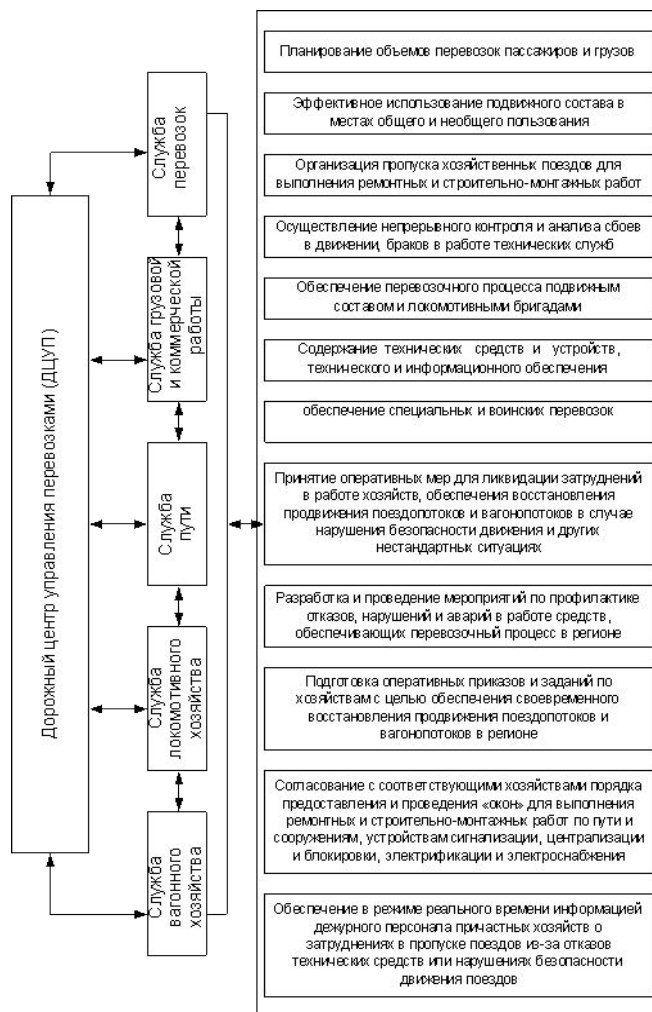 Дорожный центр управления перевозками (ДЦУП)
Служба
перевозок
Служба грузовой
и коммерческой
работы
Служба
пути
Служба
локомотивного
хозяйства
Служба
вагонного
хозяйства
Планирование объемов перевозок пассажиров и грузов
Эффективное использование подвижного состава в
местах общего и необщего пользования
Организация пропуска хозяйственных поездов для
выполнения ремонтных и строительно-монтажных работ
Осуществление непрерывного контроля и анализа сбоев
в движении, браков в работе технических служб
Обеспечение перевозочного процесса подвижным
составом и локомотивными бригадами
Содержание технических средств и устройств,
технического и информационного обеспечения
обеспечение специальных и воинских перевозок
Принятие оперативных мер для ликвидации затруднений
в работе хозяйств, обеспечения восстановления
продвижения поездопотоков и вагонопотоков в случае
нарушения безопасности движения и других
нестандартных ситуациях
Разработка и проведение мероприятий по профилактике
отказов, нарушений и аварий в работе средств,
обеспечивающих перевозочный процесс в регионе
Подготовка оперативных приказов и заданий по
хозяйствам с целью обеспечения своевременного
восстановления продвижения поездопотоков и
вагонопотоков в регионе
Согласование с соответствующими хозяйствами порядка
предоставления и проведения «окон» для выполнения
ремонтных и строительно-монтажных работ по пути и
сооружениям, устройствам сигнализации, централизации
и блокировки, электрификации и электроснабжения
Обеспечение в режиме реального времени информацией
дежурного персонала причастных хозяйств о
затруднениях в пропуске поездов из-за отказов
технических средств или нарушениях безопасности
движения поездов